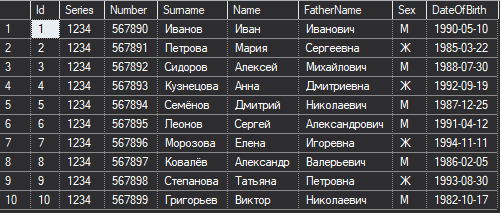 Id Series Number Surname Name FatherName Sex DateOfBirth
1 1 1234 567890 Иванов Иван Иванович М 1990-05-10
2 2 1234 567891 Петрова Мария Сергеевна Ж 1985-03-22
3 3 1234 567892 Сидоров Алексей Михайлович М 1988-07-30
4 4 1234 567893 Кузнецова Анна Дмитриевна Ж 1992-09-19
5 5 1234 567894 Семёнов Дмитрий Николаевич М 1987-12-25
6 6 1234 567895 Леонов Сергей Александрович М 1991-04-12
7 7 1234 567896 Морозова Елена Игоревна Ж 1994-11-11
8 8 1234 567897 Ковалёв Александр Валерьевич М 1986-02-05
9 9 1234 567898 Степанова Татьяна Петровна Ж 1993-08-30
10 10 1234 567899 Григорьев Виктор Николаевич М 1982-10-17